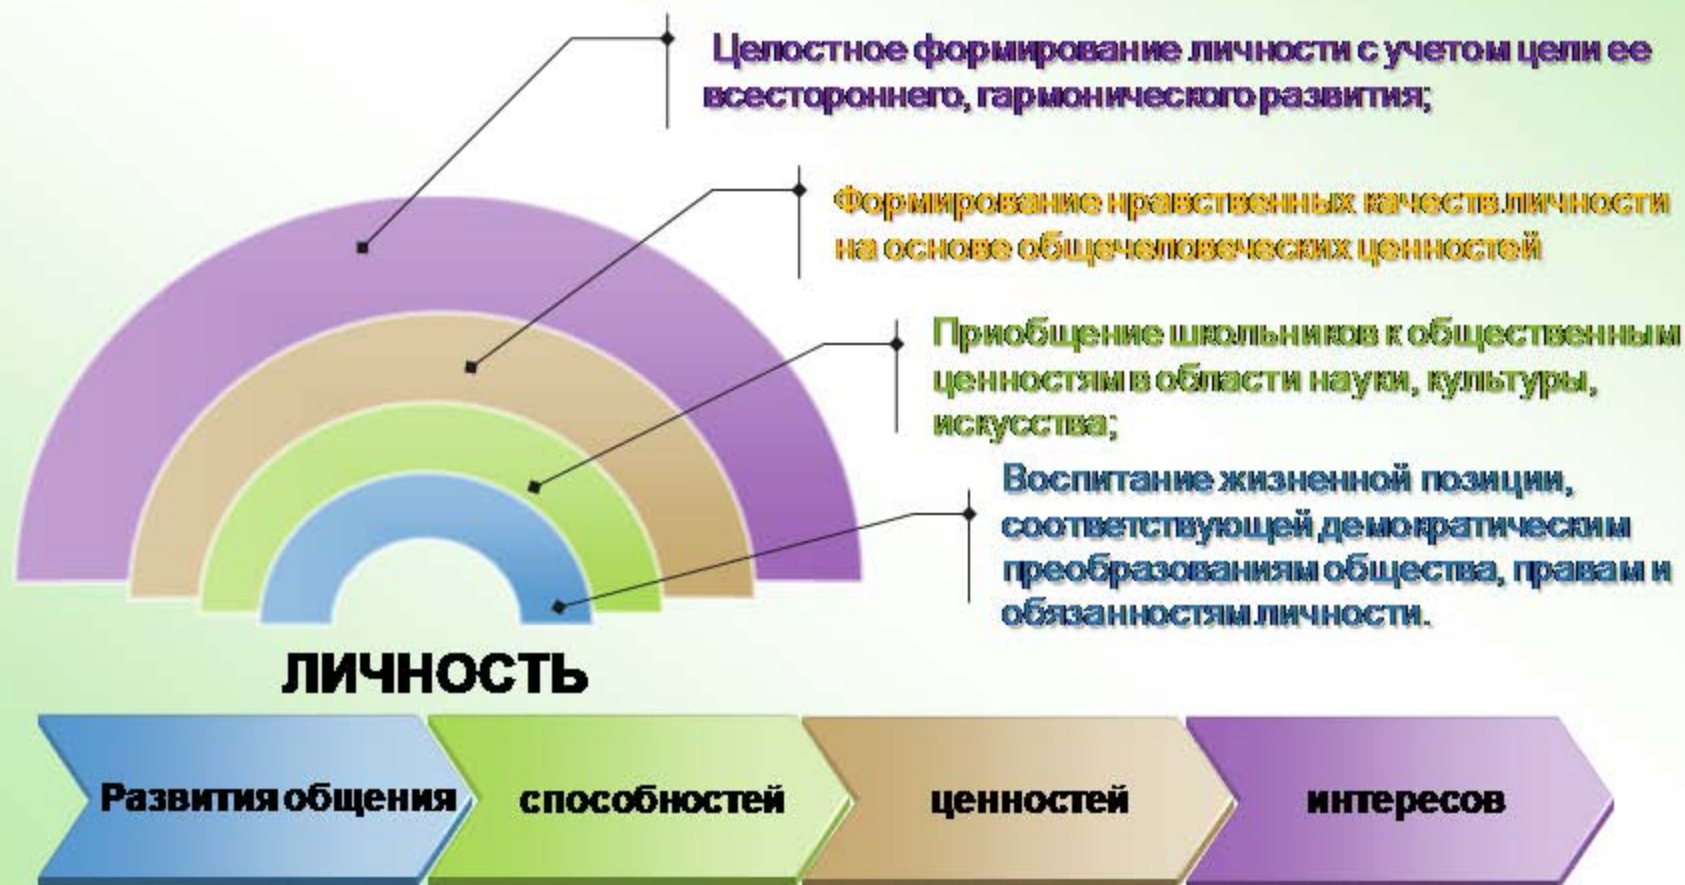 Целостное формирование личности с учетом цели ее
всестороннего, гармонического развития;
Формирование нравственных качеств личности
на основе общечеловеческих ценностей
Приобщение школьников к общественным
ценностям в области науки, культуры,
искусства;
Воспитание жизненной позиции,
соответствующей демократическим
преобразованиям общества, правам и
обязанностям личности.
ЛИЧНОСТЬ
Развития общения
способностей
ценностей
интересов